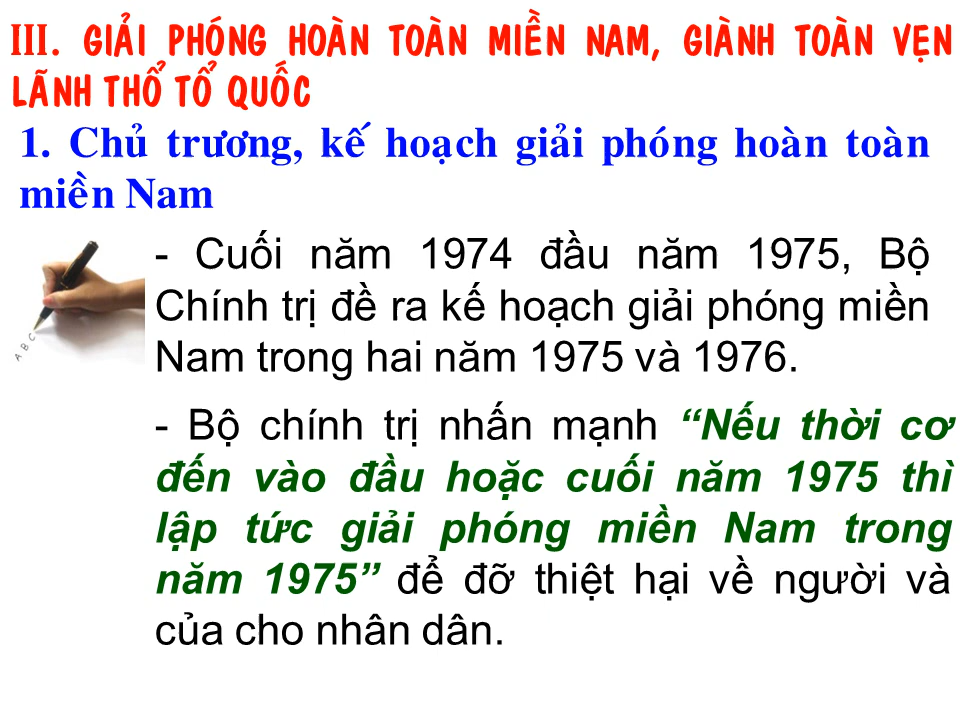 III. GIẢI PHÓNG HOÀN TOÀN MIỀN NAM, GIÀNH TOÀN VẸN
LÃNH THỔ TỔ QUỐC
1. Chủ trương, kế hoạch giải phóng hoàn toàn
miền Nam
- Cuối năm 1974 đầu năm 1975, Bộ
Chính trị đề ra kế hoạch giải phóng miền
Nam trong hai năm 1975 và 1976.
A B C
- Bộ chính trị nhấn mạnh “Nếu thời cơ
đến vào đầu hoặc cuối năm 1975 thì
lập tức giải phóng miền Nam trong
năm 1975” để đỡ thiệt hại về người và
của cho nhân dân.